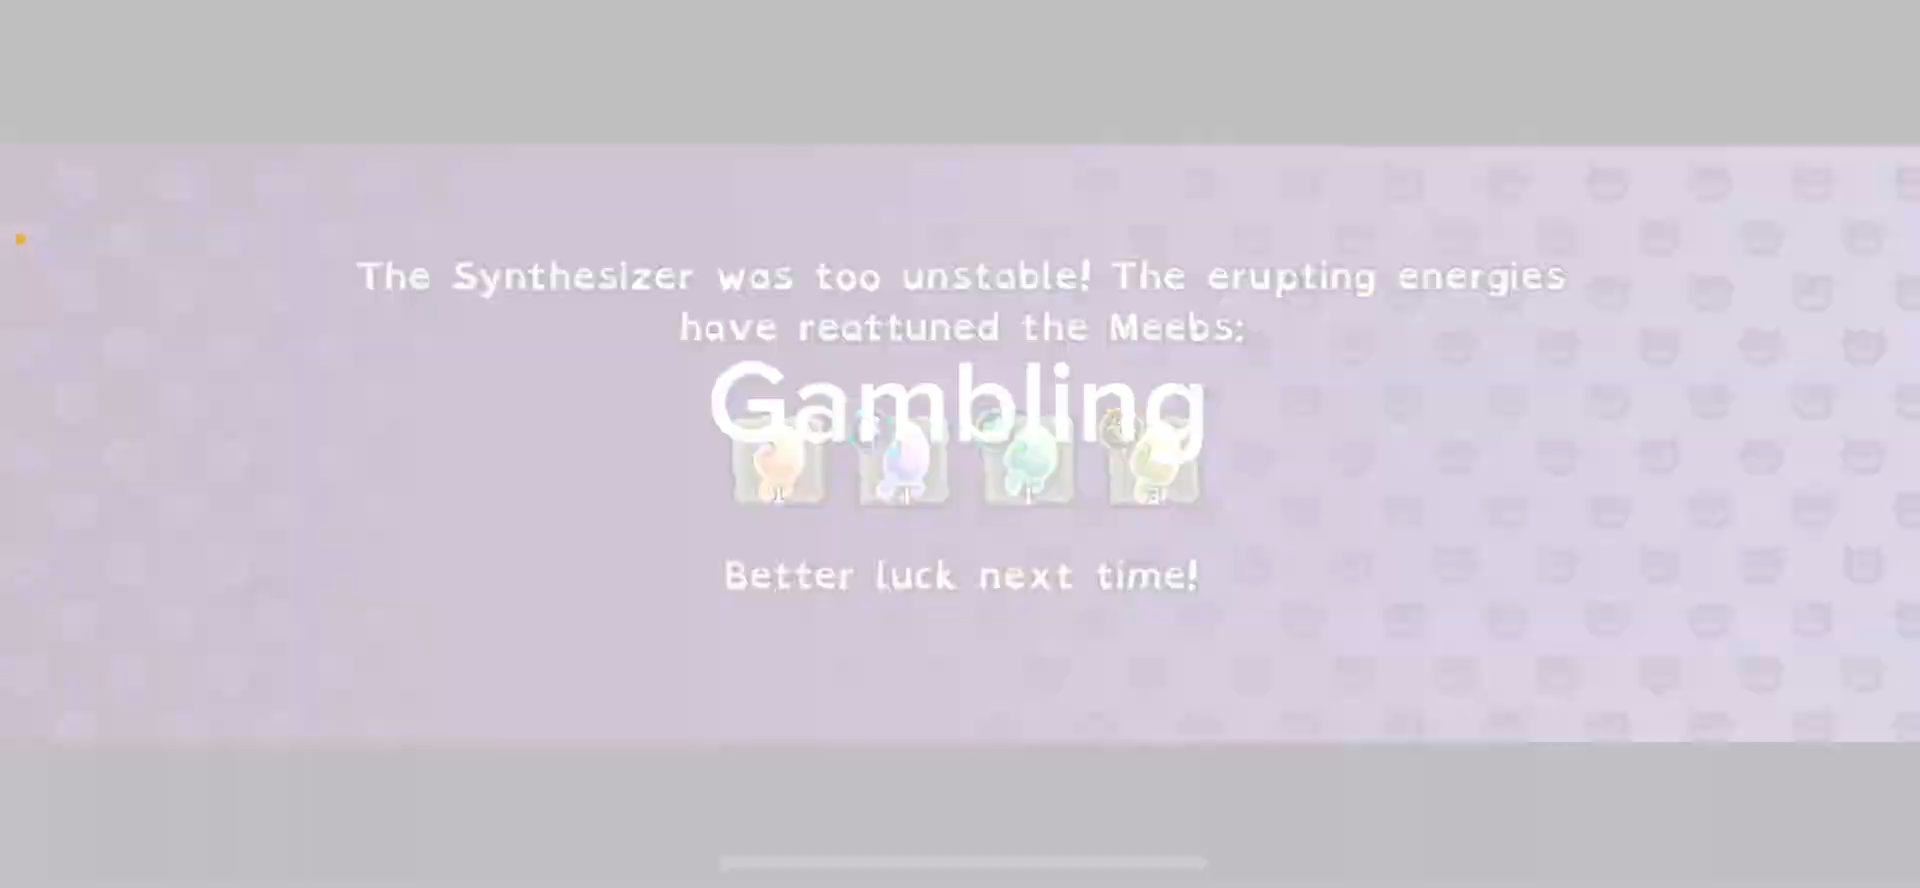 The Synthesizer was too unstable! The erupting energies
have reattuned the Meebs:
Gambling
Better luck next time!